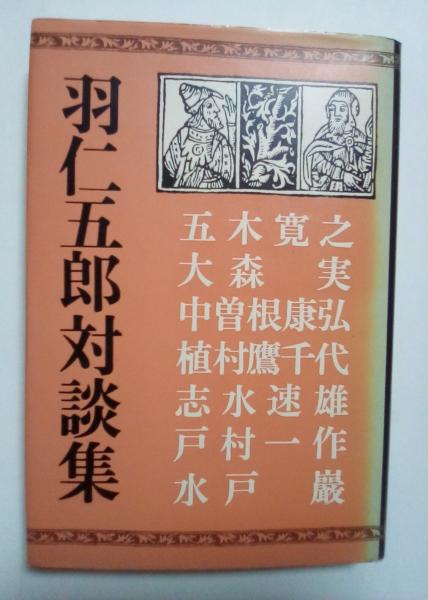 羽仁五郎対談集
五木寛之
大森実
中曽根康弘
植村鷹千代
志水速雄
戸村一作
水戸巖